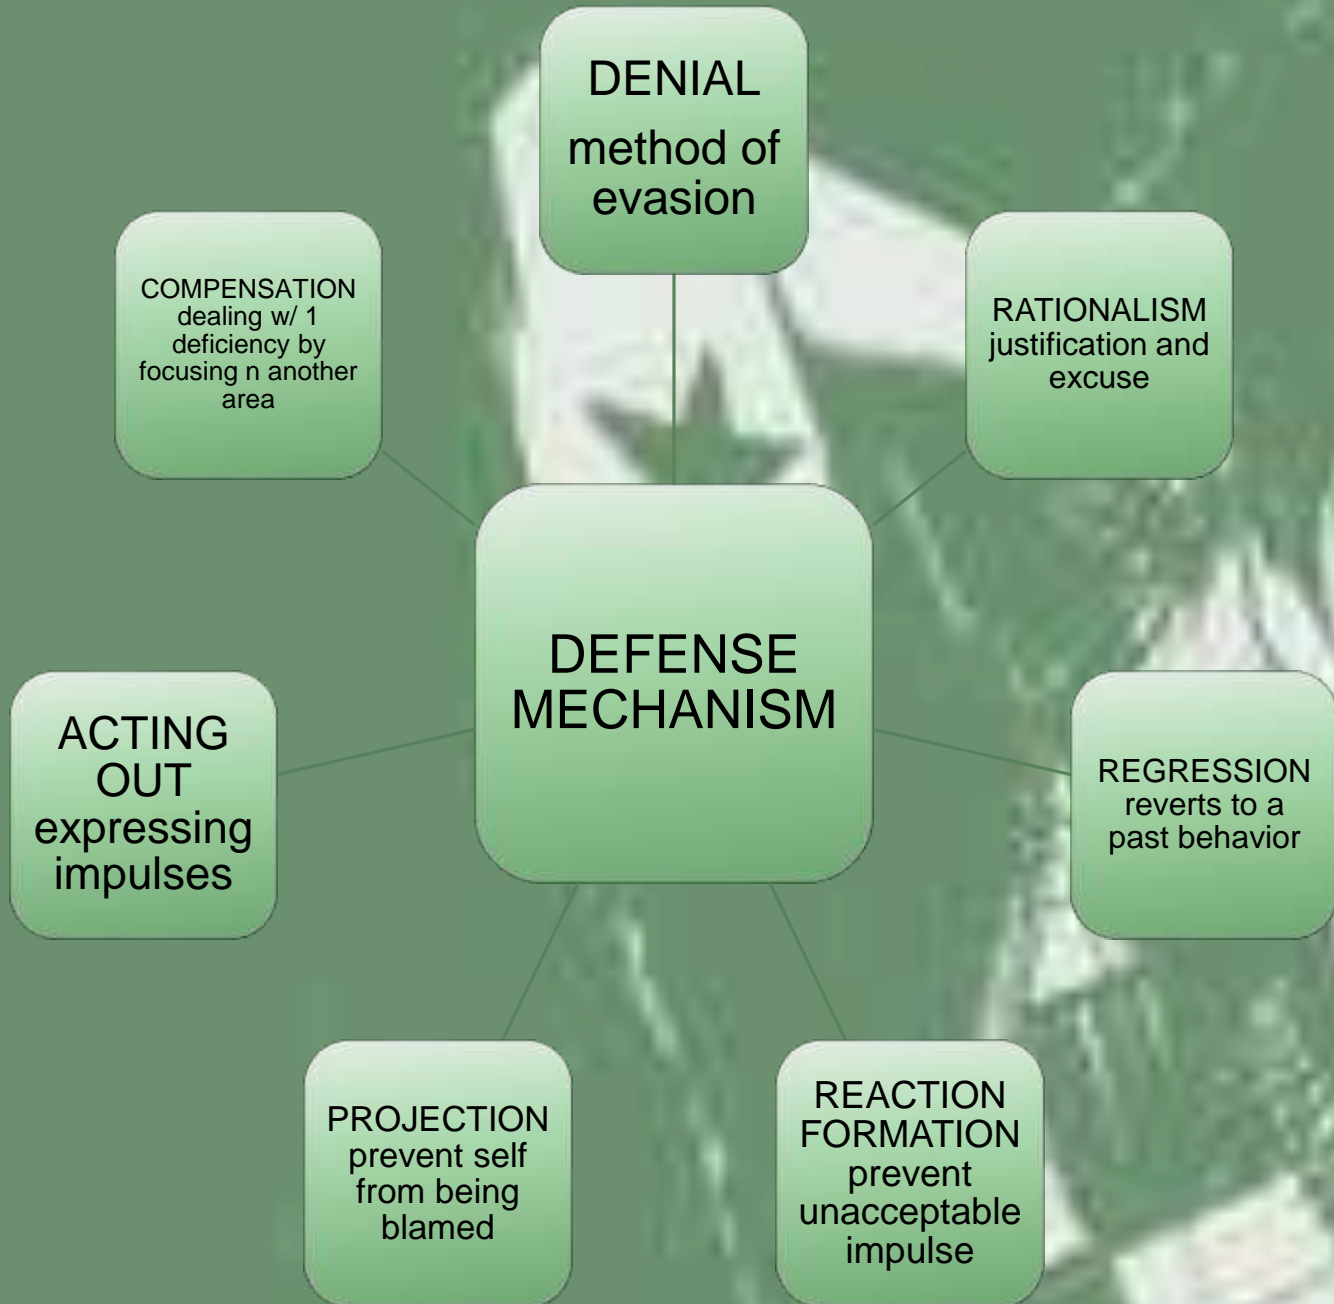 DENIAL
method of
evasion
COMPENSATION
dealing w/ 1
deficiency by
focusing n another
area
RATIONALISM
justification and
excuse
DEFENSE
MECHANISM
ACTING
OUT
expressing
impulses
REGRESSION
reverts to a
past behavior
PROJECTION
prevent self
from being
blamed
REACTION
FORMATION
prevent
unacceptable
impulse